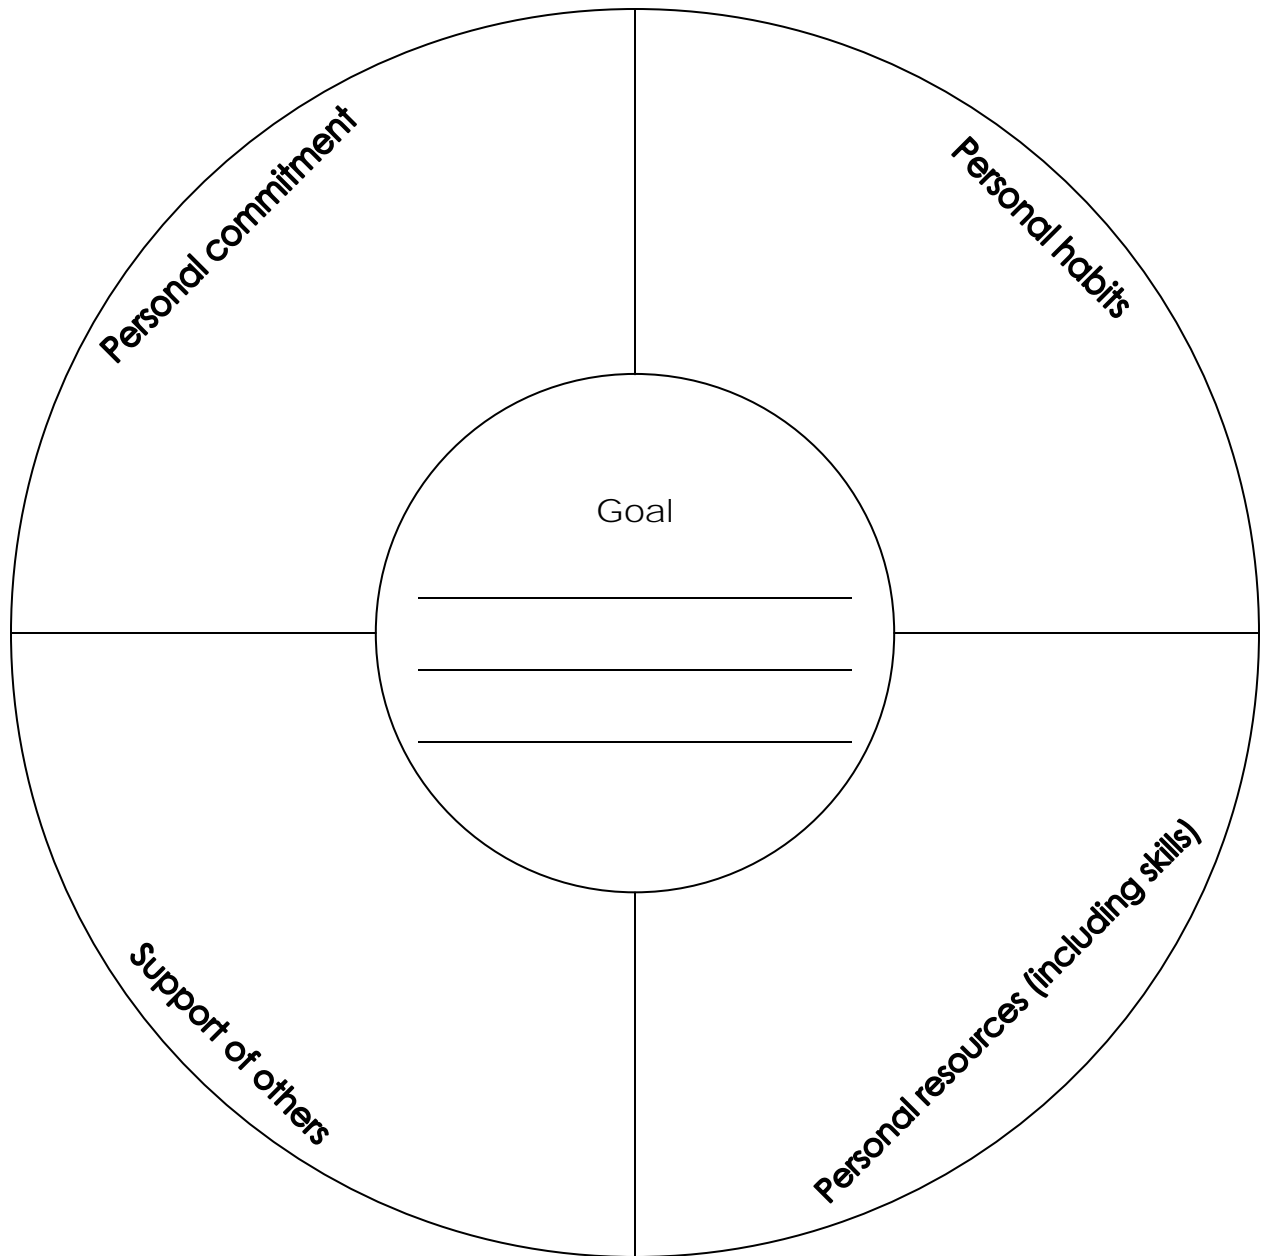 Personal commitment
Personal habits
Goal
Support of others
Personal resources (including skills)